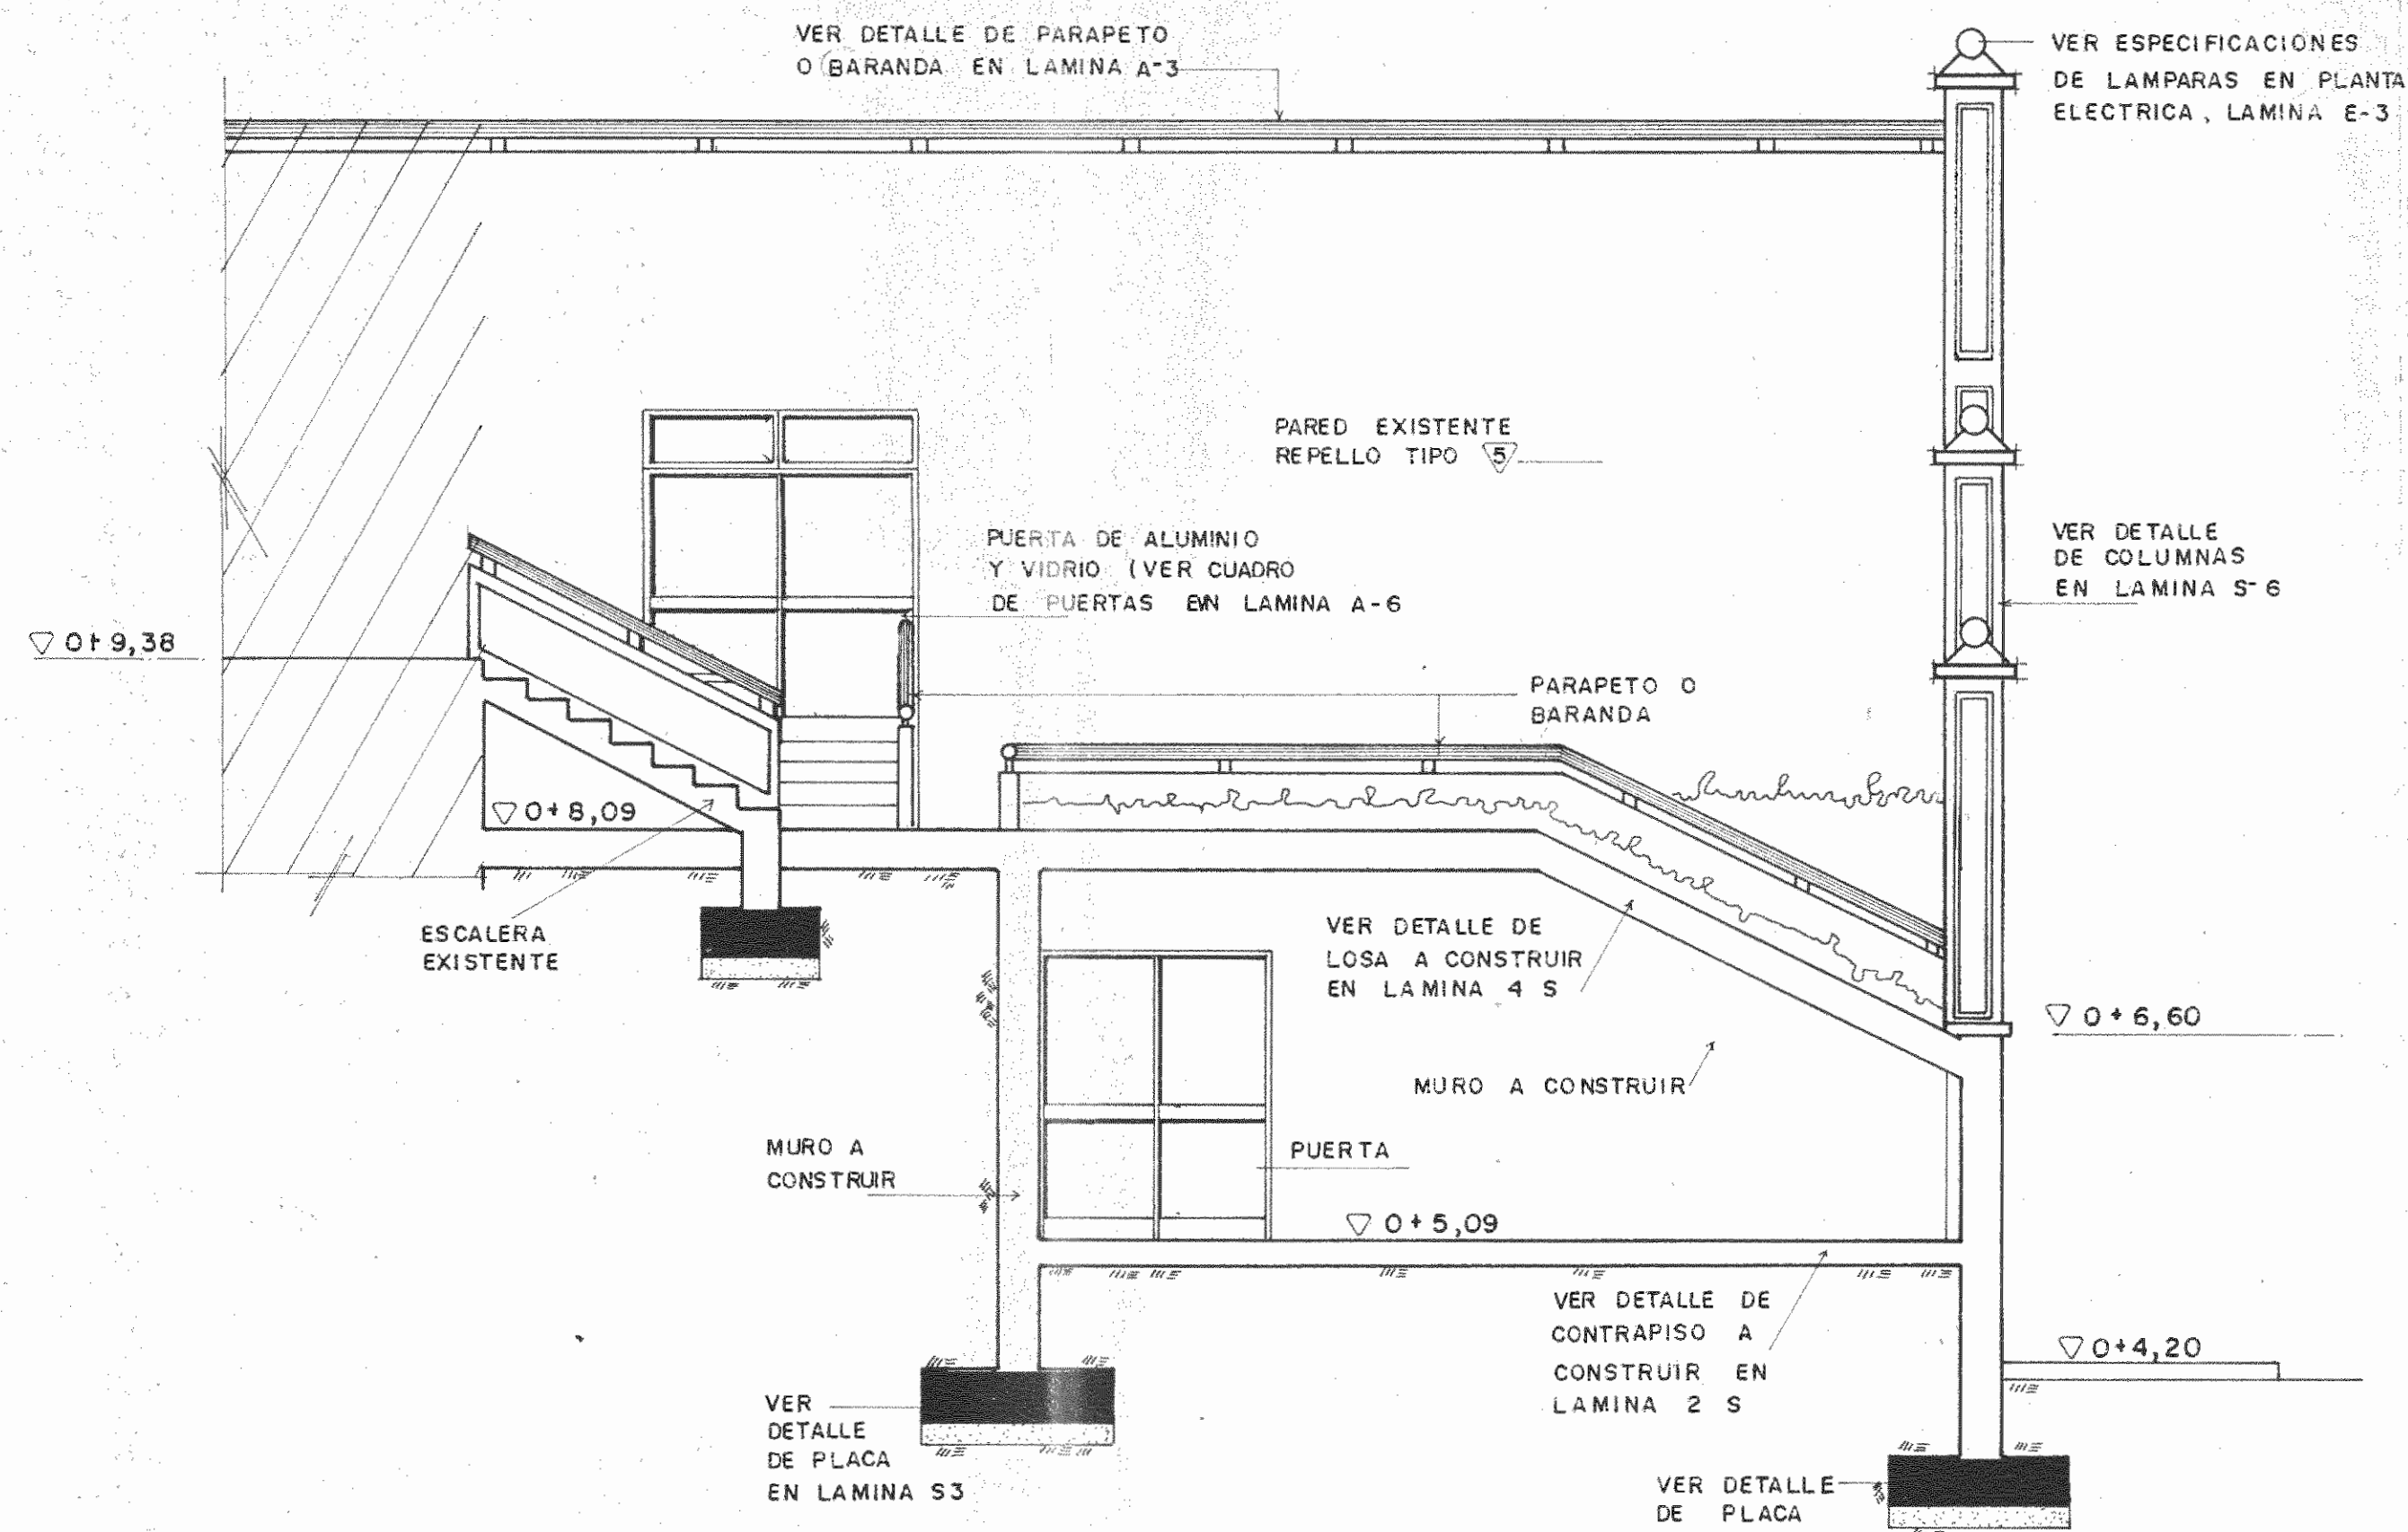 VER DETALLE DE PARAPETO
O BARANDA EN LAMINA A-3
VER ESPECIFICACIONES
DE LAMPARAS EN PLANTA
ELECTRICA, LAMINA E-3
PARED EXISTENTE
REPELLO TIPO 5
PUERTA DE ALUMINIO
Y VIDRIO (VER CUADRO
DE PUERTAS EN LAMINA A-6
VER DETALLE
DE COLUMNAS
EN LAMINA S-6
0+9,38
PARAPETO O
BARANDA
0+8,09
ESCALERA
EXISTENTE
VER DETALLE DE
LOSA A CONSTRUIR
EN LAMINA 4 S
0+6,60
MURO A CONSTRUIR
MURO A
CONSTRUIR
PUERTA
0+5,09
VER DETALLE DE
CONTRAPISO A
CONSTRUIR EN
LAMINA 2 S
0+4,20
VER
DETALLE
DE PLACA
EN LAMINA S3
VER DETALLE
DE PLACA